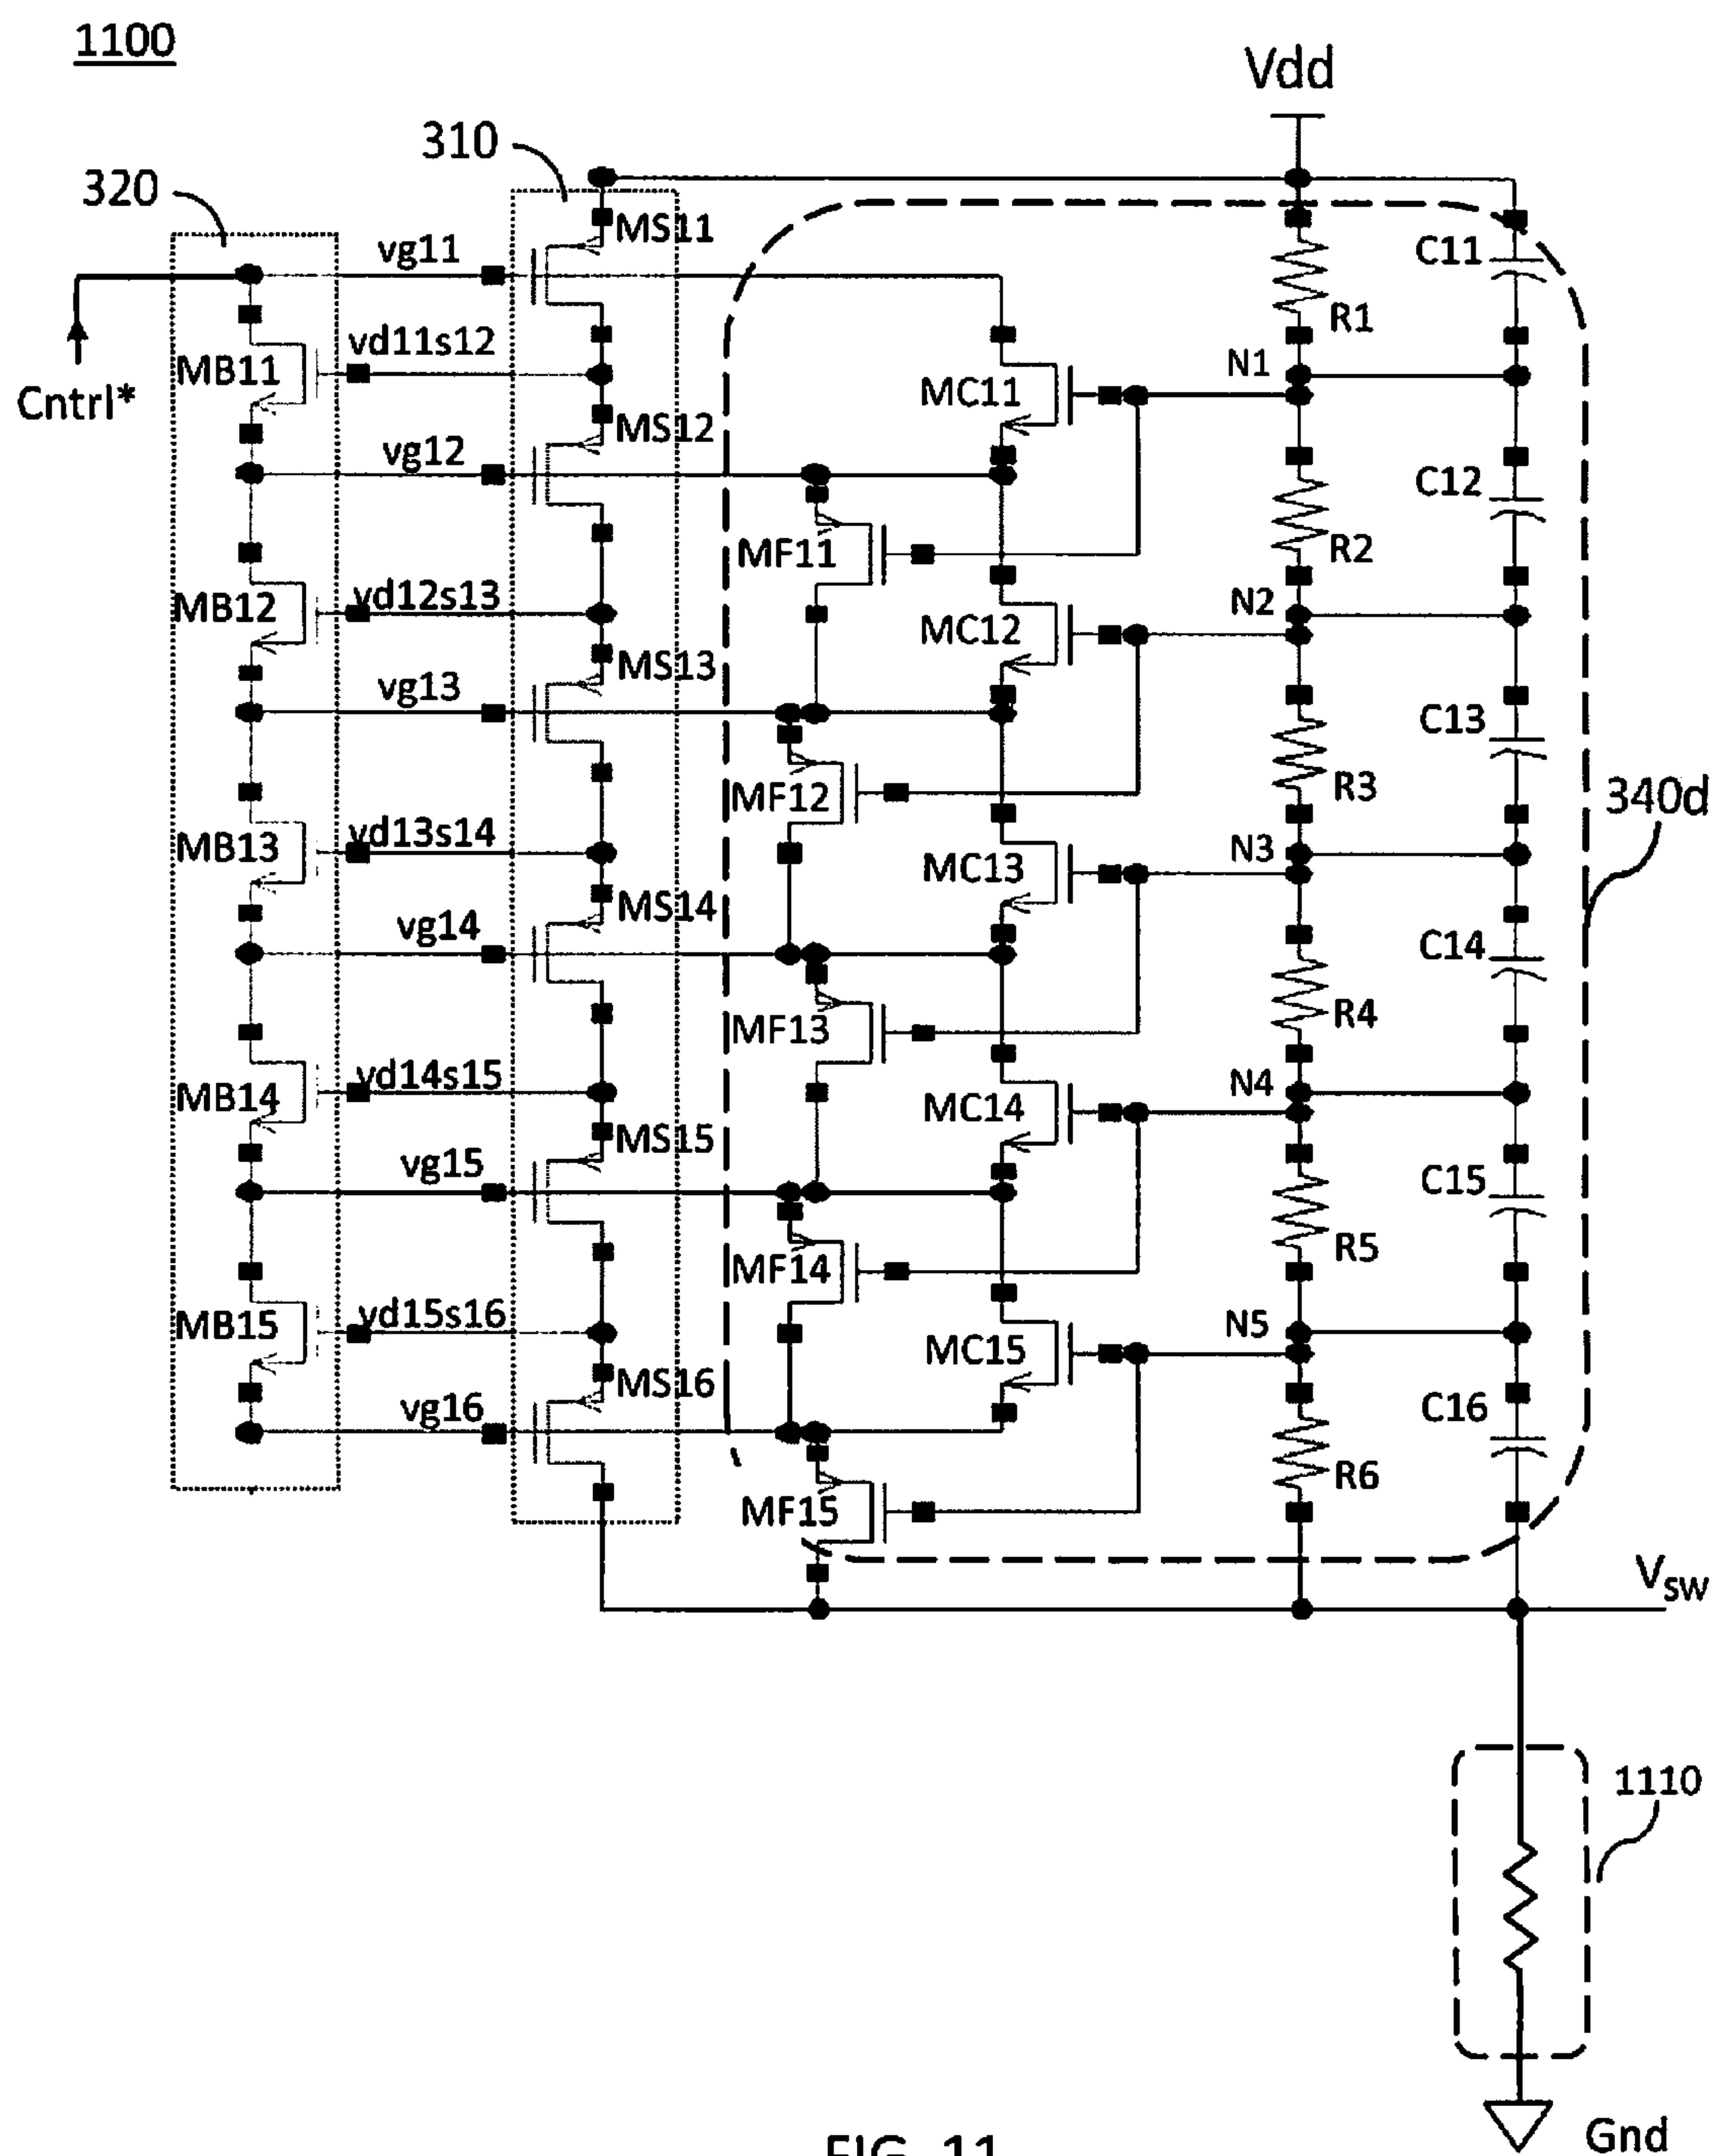 1100
Vdd
310
320
MS11
vg11
C11
R1
vd11s12
MB11
N1
MC11
Cntrl*
MS12
vg12
C12
MF11
R2
vd12s13
MB12
N2
MC12
MS13
vg13
C13
MF12
R3
340d
vd13s14
MB13
N3
MC13
MS14
vg14
C14
MF13
R4
vd14s15
MB14
N4
MC14
MS15
vg15
C15
MF14
R5
vd15s16
MB15
N5
MC15
MS16
vg16
C16
R6
MF15
VSW
1110
Gnd
FIG. 11